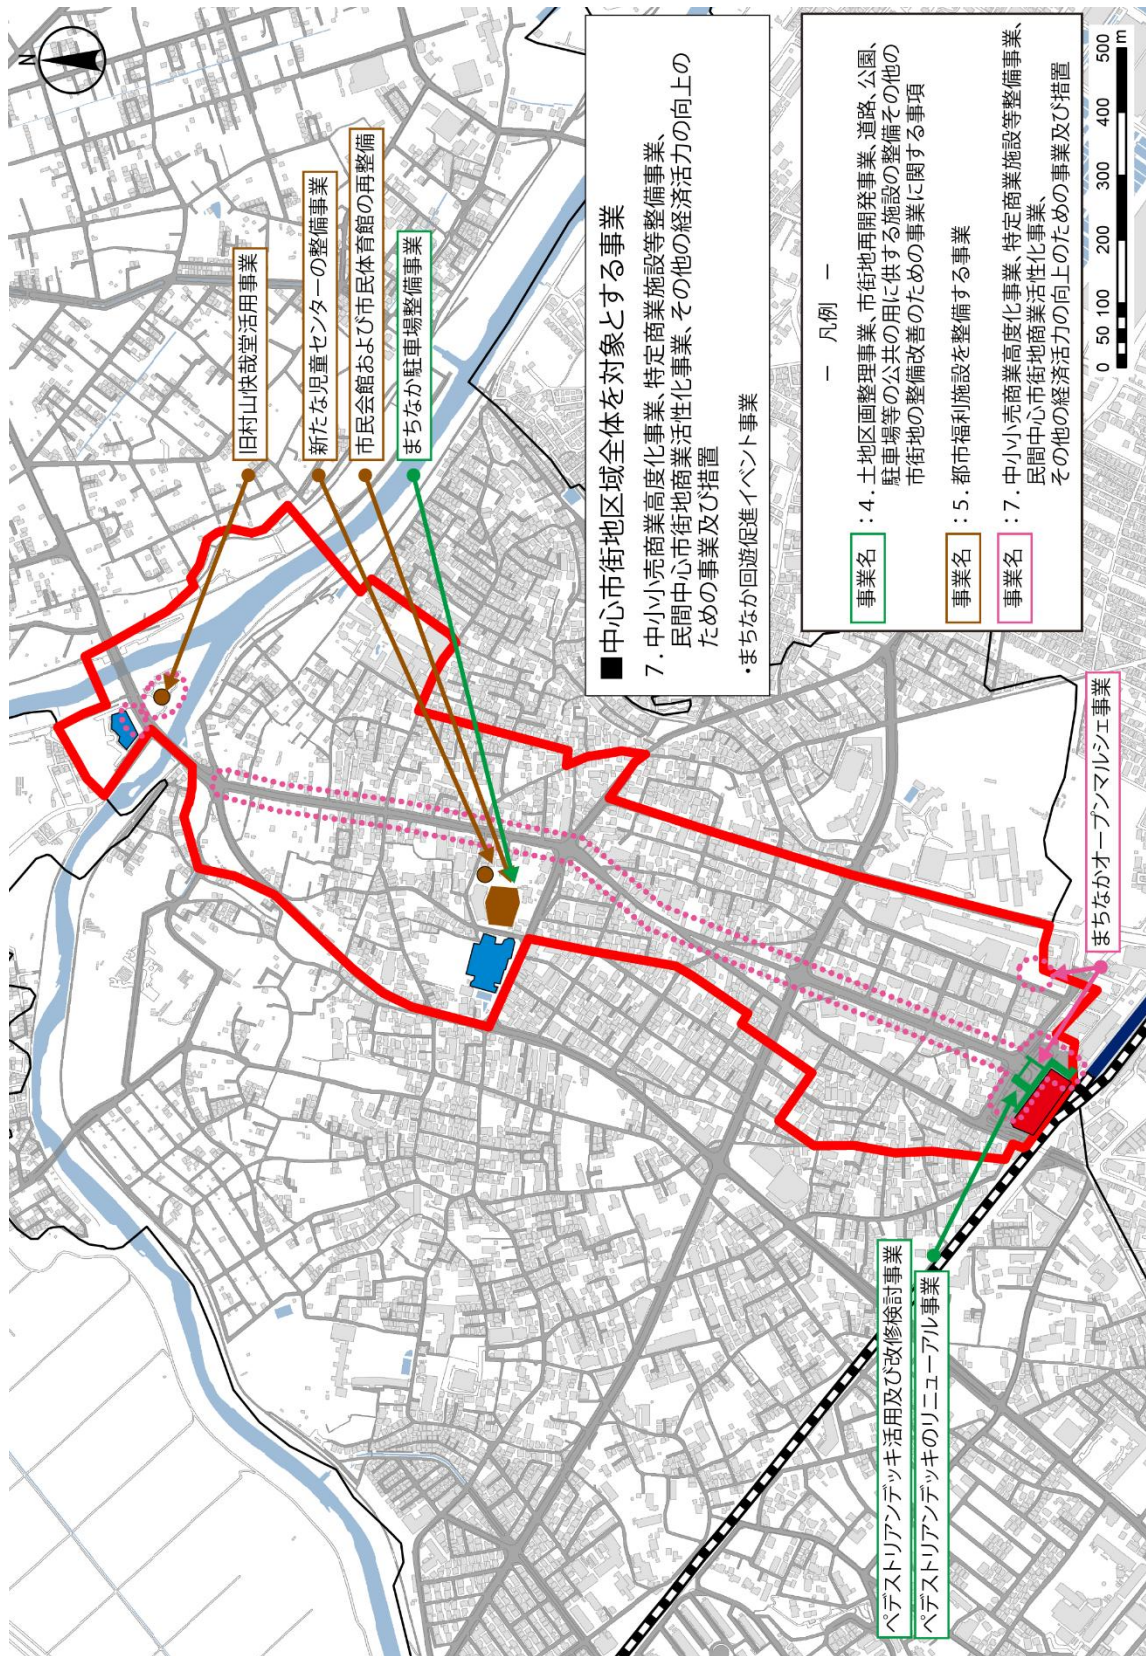 N
旧村山快哉堂活用事業
新たな児童センターの整備事業
市民会館および市民体育館の再整備
まちなか駐車場整備事業
■中心市街地区域全体を対象とする事業
7．中小小売商業高度化事業、特定商業施設等整備事業、
民間中心市街地商業活性化事業、その他の経済活力の向上の
ための事業及び措置
・まちなか回遊促進イベント事業
― 凡例 ―
事業名 ：4．土地区画整理事業、市街地再開発事業、道路、公園、
駐車場等の公共の用に供する施設の整備その他の
市街地の整備改善のための事業に関する事項
事業名 ：5．都市福利施設を整備する事業
事業名 ：7．中小小売商業高度化事業、特定商業施設等整備事業、
民間中心市街地商業活性化事業、
その他の経済活力の向上のための事業及び措置
0 50 100 200 300 400 500
m
ペデストリアンデッキ活用及び改修検討事業
ペデストリアンデッキのリニューアル事業
まちなかオープンマルシェ事業